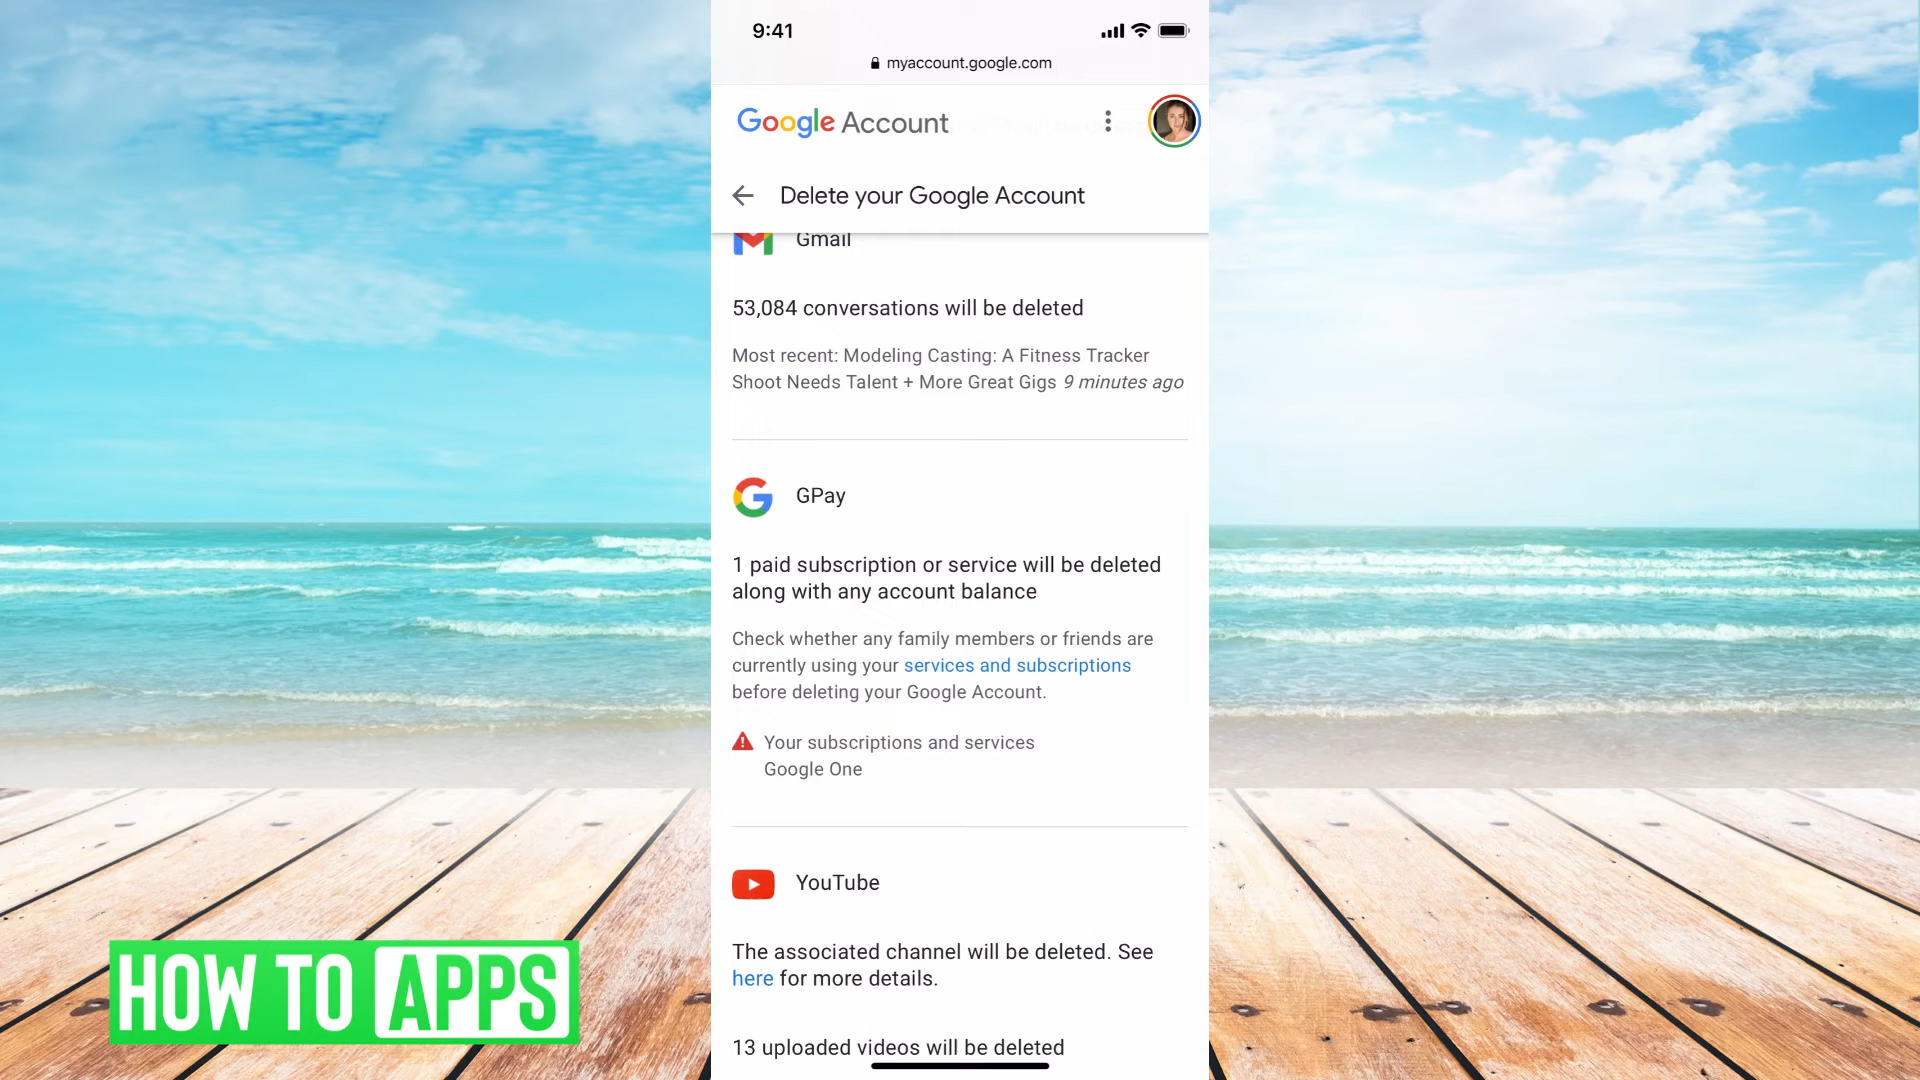 9:41
myaccount.google.com
Google Account
Delete your Google Account
Gmail
53,084 conversations will be deleted
Most recent: Modeling Casting: A Fitness Tracker
Shoot Needs Talent + More Great Gigs 9 minutes ago
GPay
1 paid subscription or service will be deleted
along with any account balance
Check whether any family members or friends are
currently using your services and subscriptions
before deleting your Google Account.
Your subscriptions and services
Google One
YouTube
The associated channel will be deleted. See
here for more details.
13 uploaded videos will be deleted
HOW TO APPS